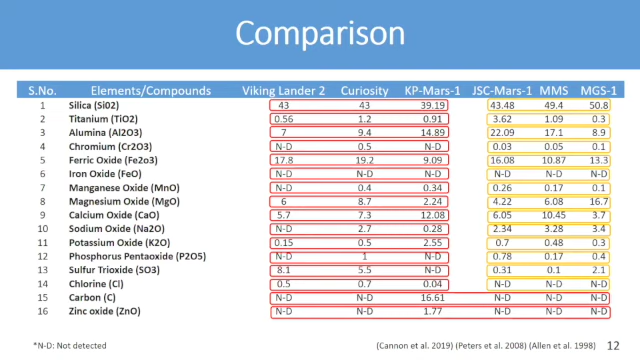 Comparison
S.No. Elements/Compounds Viking Lander 2 Curiosity KP-Mars-1 JSC-Mars-1 MMS MGS-1
1 Silica (Si02) 43 43 39.19 43.48 49.4 50.8
2 Titanium (TiO2) 0.56 1.2 0.91 3.62 1.09 0.3
3 Alumina (Al2O3) 7 9.4 14.89 22.09 17.1 8.9
4 Chromium (Cr2O3) N-D 0.5 N-D 0.03 0.05 0.1
5 Ferric Oxide (Fe2o3) 17.8 19.2 9.09 16.08 10.87 13.3
6 Iron Oxide (FeO) N-D N-D N-D N-D N-D N-D
7 Manganese Oxide (MnO) N-D 0.4 0.34 0.26 0.17 0.1
8 Magnesium Oxide (MgO) 6 8.7 2.24 4.22 6.08 16.7
9 Calcium Oxide (CaO) 5.7 7.3 12.08 6.05 10.45 3.7
10 Sodium Oxide (Na2O) N-D 2.7 0.28 2.34 3.28 3.4
11 Potassium Oxide (K2O) 0.15 0.5 2.55 0.7 0.48 0.3
12 Phosphorus Pentaoxide (P2O5) N-D 1 N-D 0.78 0.17 0.4
13 Sulfur Trioxide (SO3) 8.1 5.5 N-D 0.31 0.1 2.1
14 Chlorine (Cl) 0.5 0.7 0.04 N-D N-D N-D
15 Carbon (C) N-D N-D 16.61 N-D N-D N-D
16 Zinc oxide (ZnO) N-D N-D 1.77 N-D N-D N-D
*N-D: Not detected (Cannon et al. 2019) (Peters et al. 2008) (Allen et al. 1998) 12